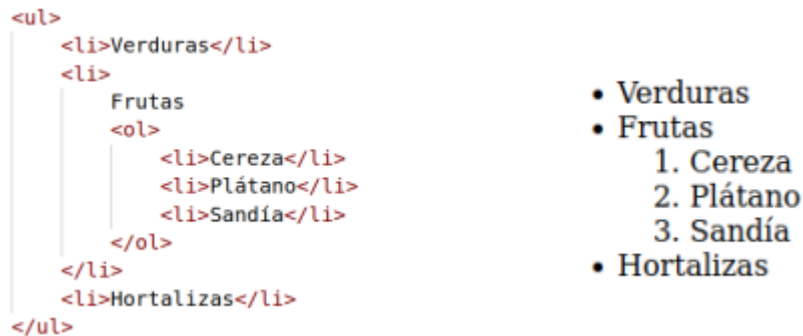 <ul>
<li>Verduras</li>
<li>
Frutas
<ol>
<li>Cereza</li>
<li>Plátano</li>
<li>Sandía</li>
</ol>
</li>
<li>Hortalizas</li>
</ul>
• Verduras
• Frutas
1. Cereza
2. Plátano
3. Sandía
• Hortalizas